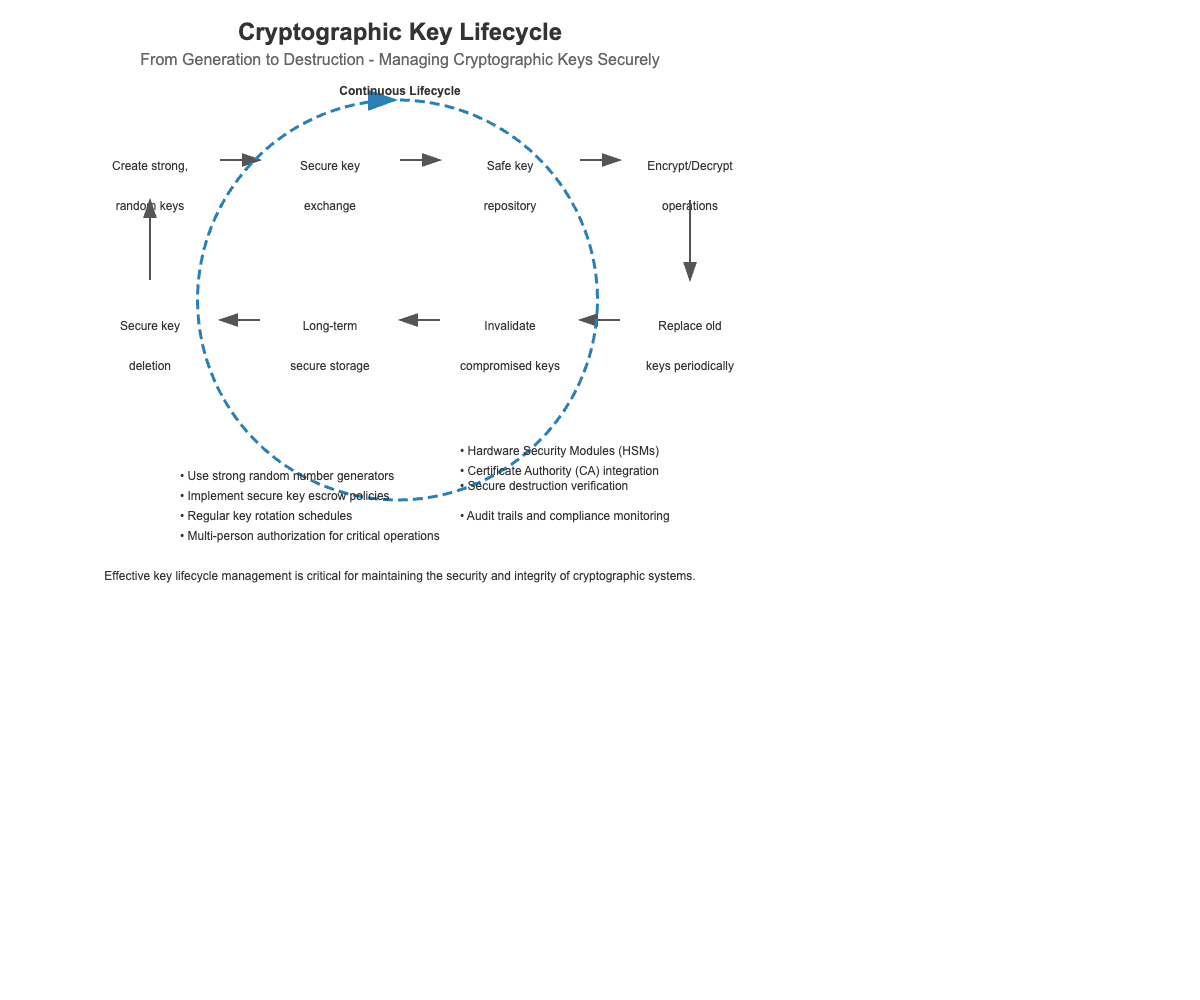 Cryptographic Key Lifecycle
From Generation to Destruction - Managing Cryptographic Keys Securely
Continuous Lifecycle
Create strong,
random keys
Secure key
exchange
Safe key
repository
Encrypt/Decrypt
operations
Secure key
deletion
Long-term
secure storage
Invalidate
compromised keys
Replace old
keys periodically
• Use strong random number generators
• Implement secure key escrow policies
• Regular key rotation schedules
• Multi-person authorization for critical operations
• Hardware Security Modules (HSMs)
• Certificate Authority (CA) integration
• Secure destruction verification
• Audit trails and compliance monitoring
Effective key lifecycle management is critical for maintaining the security and integrity of cryptographic systems.